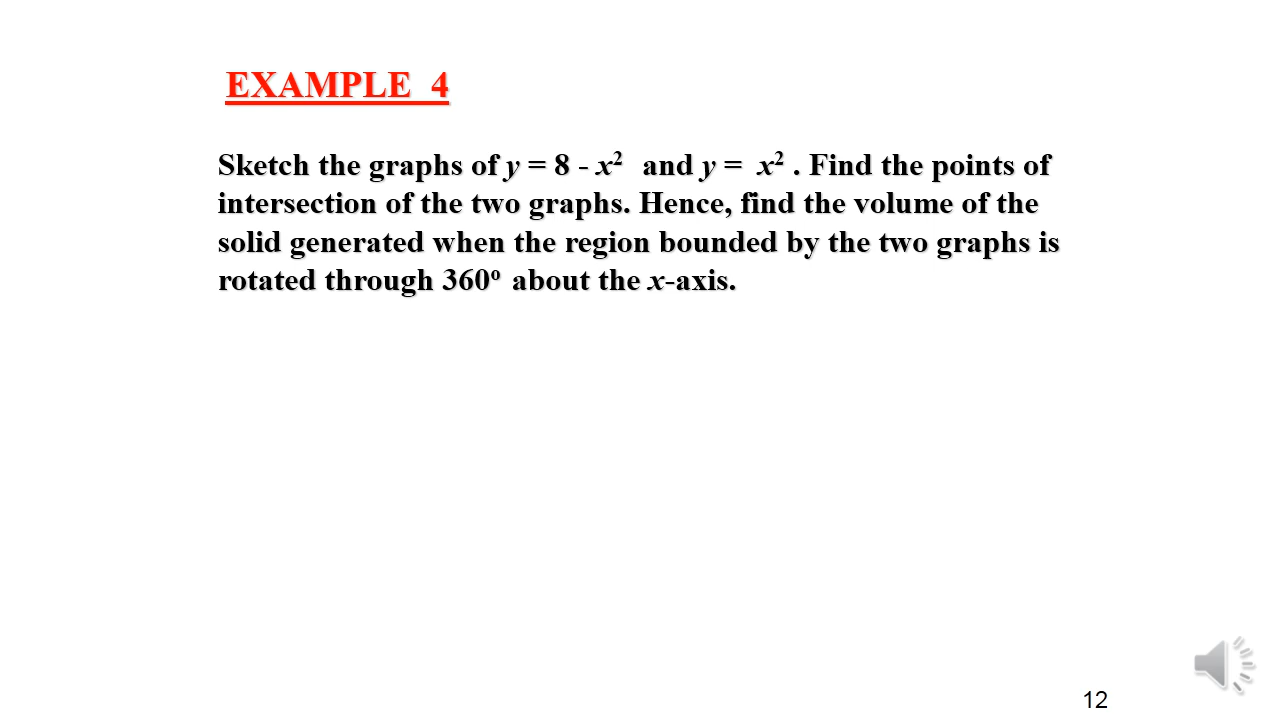 EXAMPLE 4
Sketch the graphs of y = 8 - x² and y = x² . Find the points of
intersection of the two graphs. Hence, find the volume of the
solid generated when the region bounded by the two graphs is
rotated through 360º about the x-axis.
12